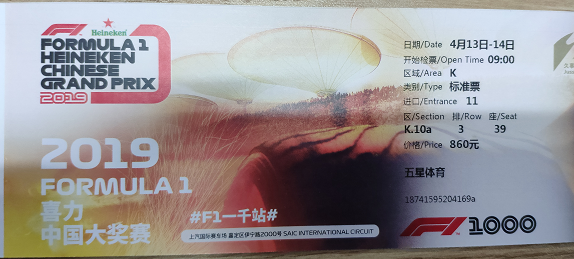 Heineken
FORMULA 1
HEINEKEN
CHINESE
GRAND PRIX
2019
2019
FORMULA 1
喜力
中国大奖赛
#F1一千站#
上汽国际赛车场 嘉定区伊宁路2000号 SAIC INTERNATIONAL CIRCUIT
日期/Date 4月13日-14日
开始检票/Open Time 09:00
区域/Area K
类别/Type 标准票
进口/Entrance 11
区/Section 排/Row 座/Seat
K.10a 3 39
价格/Price 860元
五星体育
18741595204169a
F1 1000